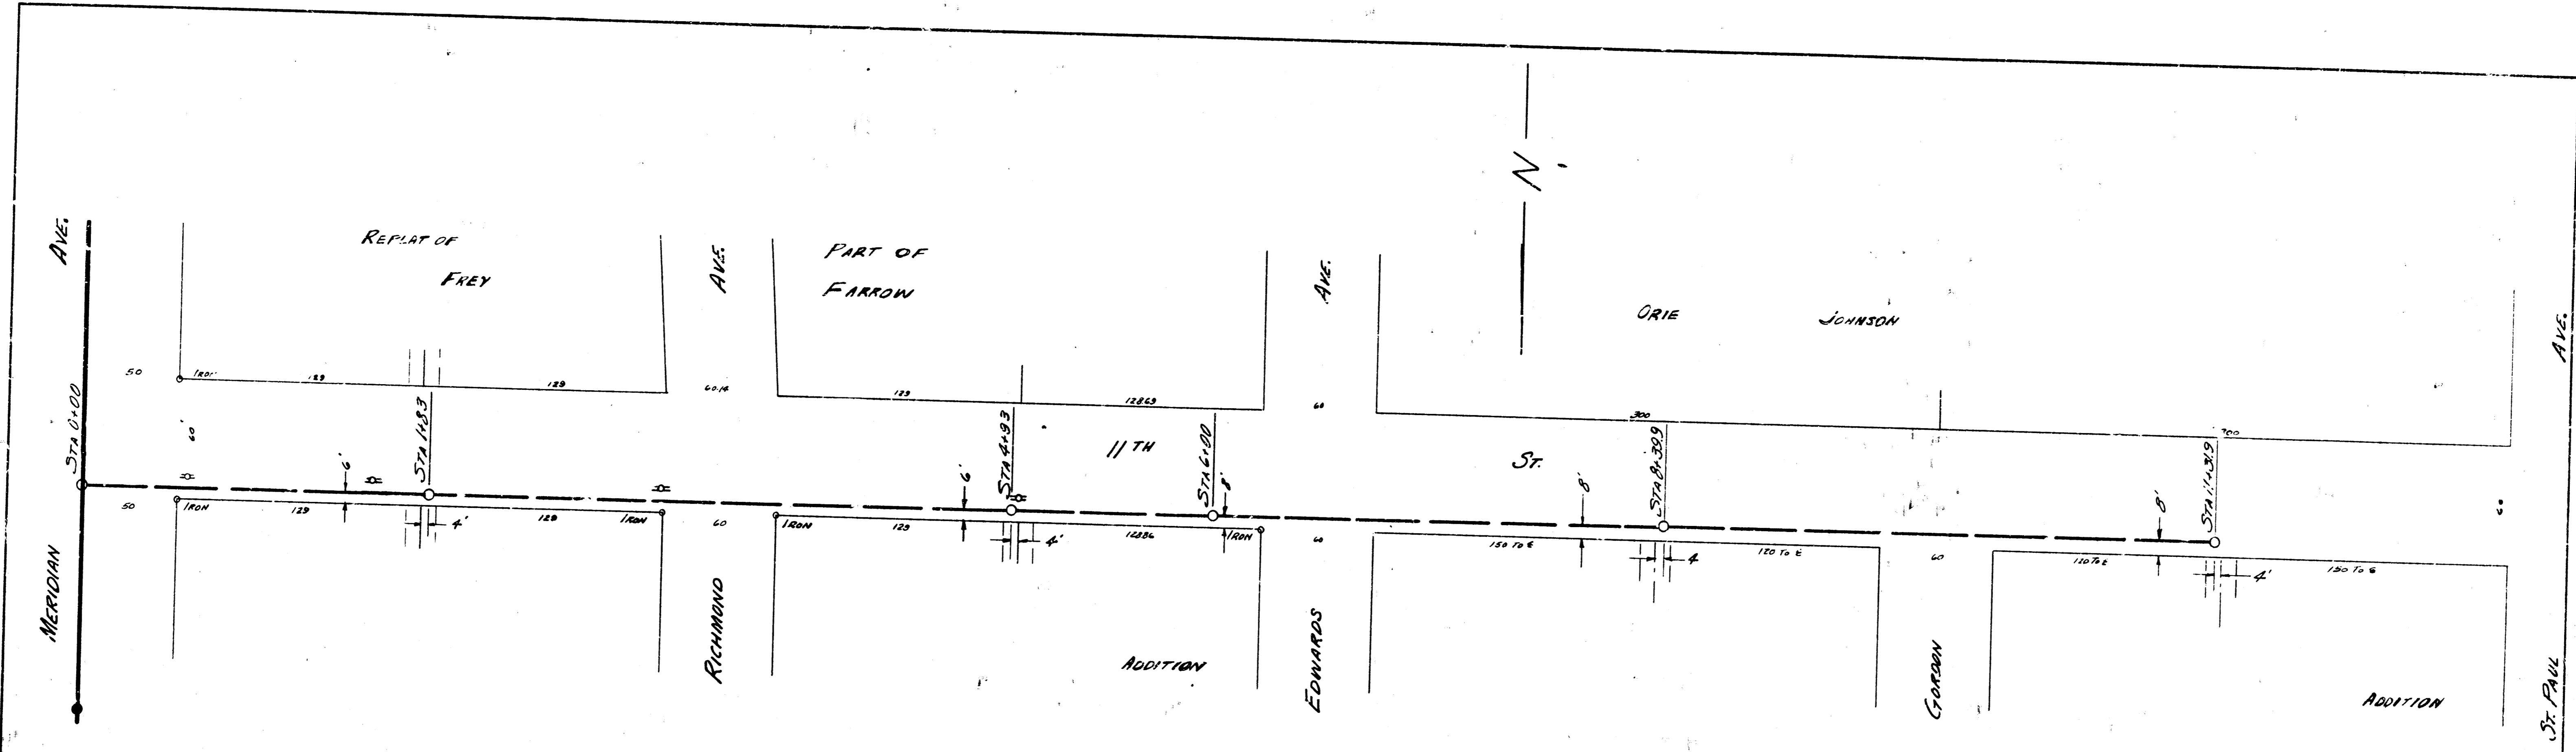 AVE.
MERIDIAN
STA 0+00
REPLAT OF
FREY
50
IRON
129
129
60
STA 1+83
6'
50
IRON
129
4'
129
IRON
AVE.
RICHMOND
60.14
60
PART OF
FARROW
129
128.69
STA 4+93
11TH
STA 6+00
6'
8'
IRON
129
4'
128.86
IRON
ADDITION
AVE.
EDWARDS
60
60
N.
ORIE
JOHNSON
300
300
ST.
8'
STA 8+39.9
150 TO E
4
120 TO E
GORDON
60
STA 11+31.9
8'
120 TO E
4'
150 TO E
60
ADDITION
AVE.
ST. PAUL